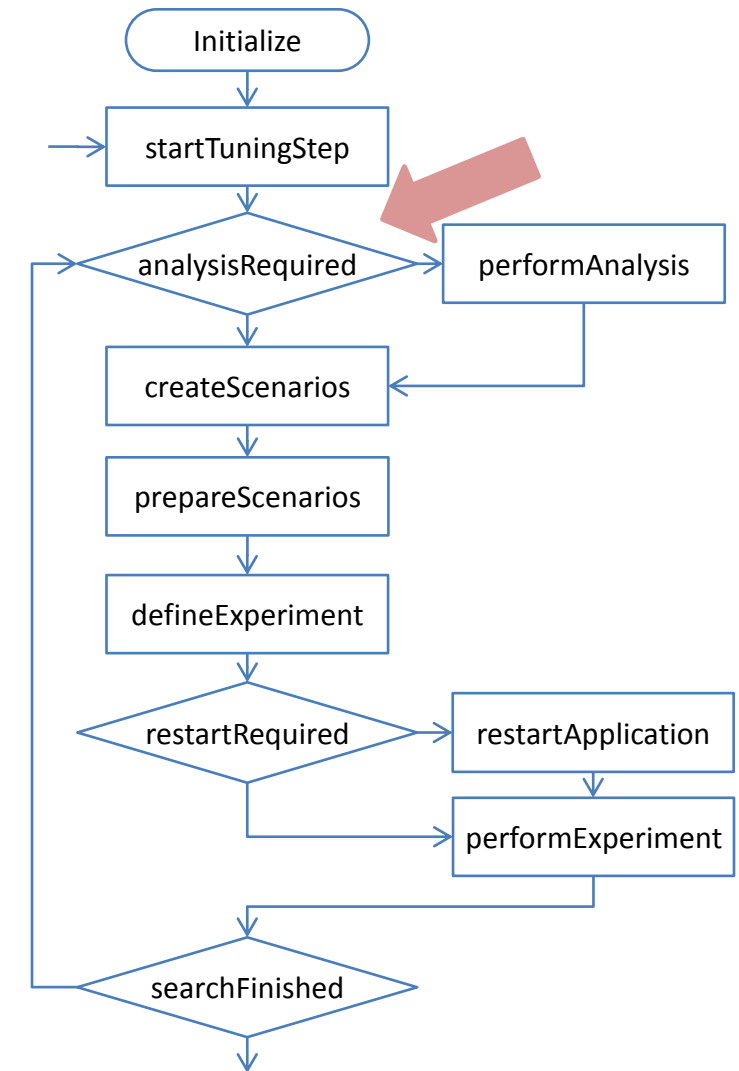 Initialize
startTuningStep
analysisRequired
performAnalysis
createScenarios
prepareScenarios
defineExperiment
restartRequired
restartApplication
performExperiment
searchFinished